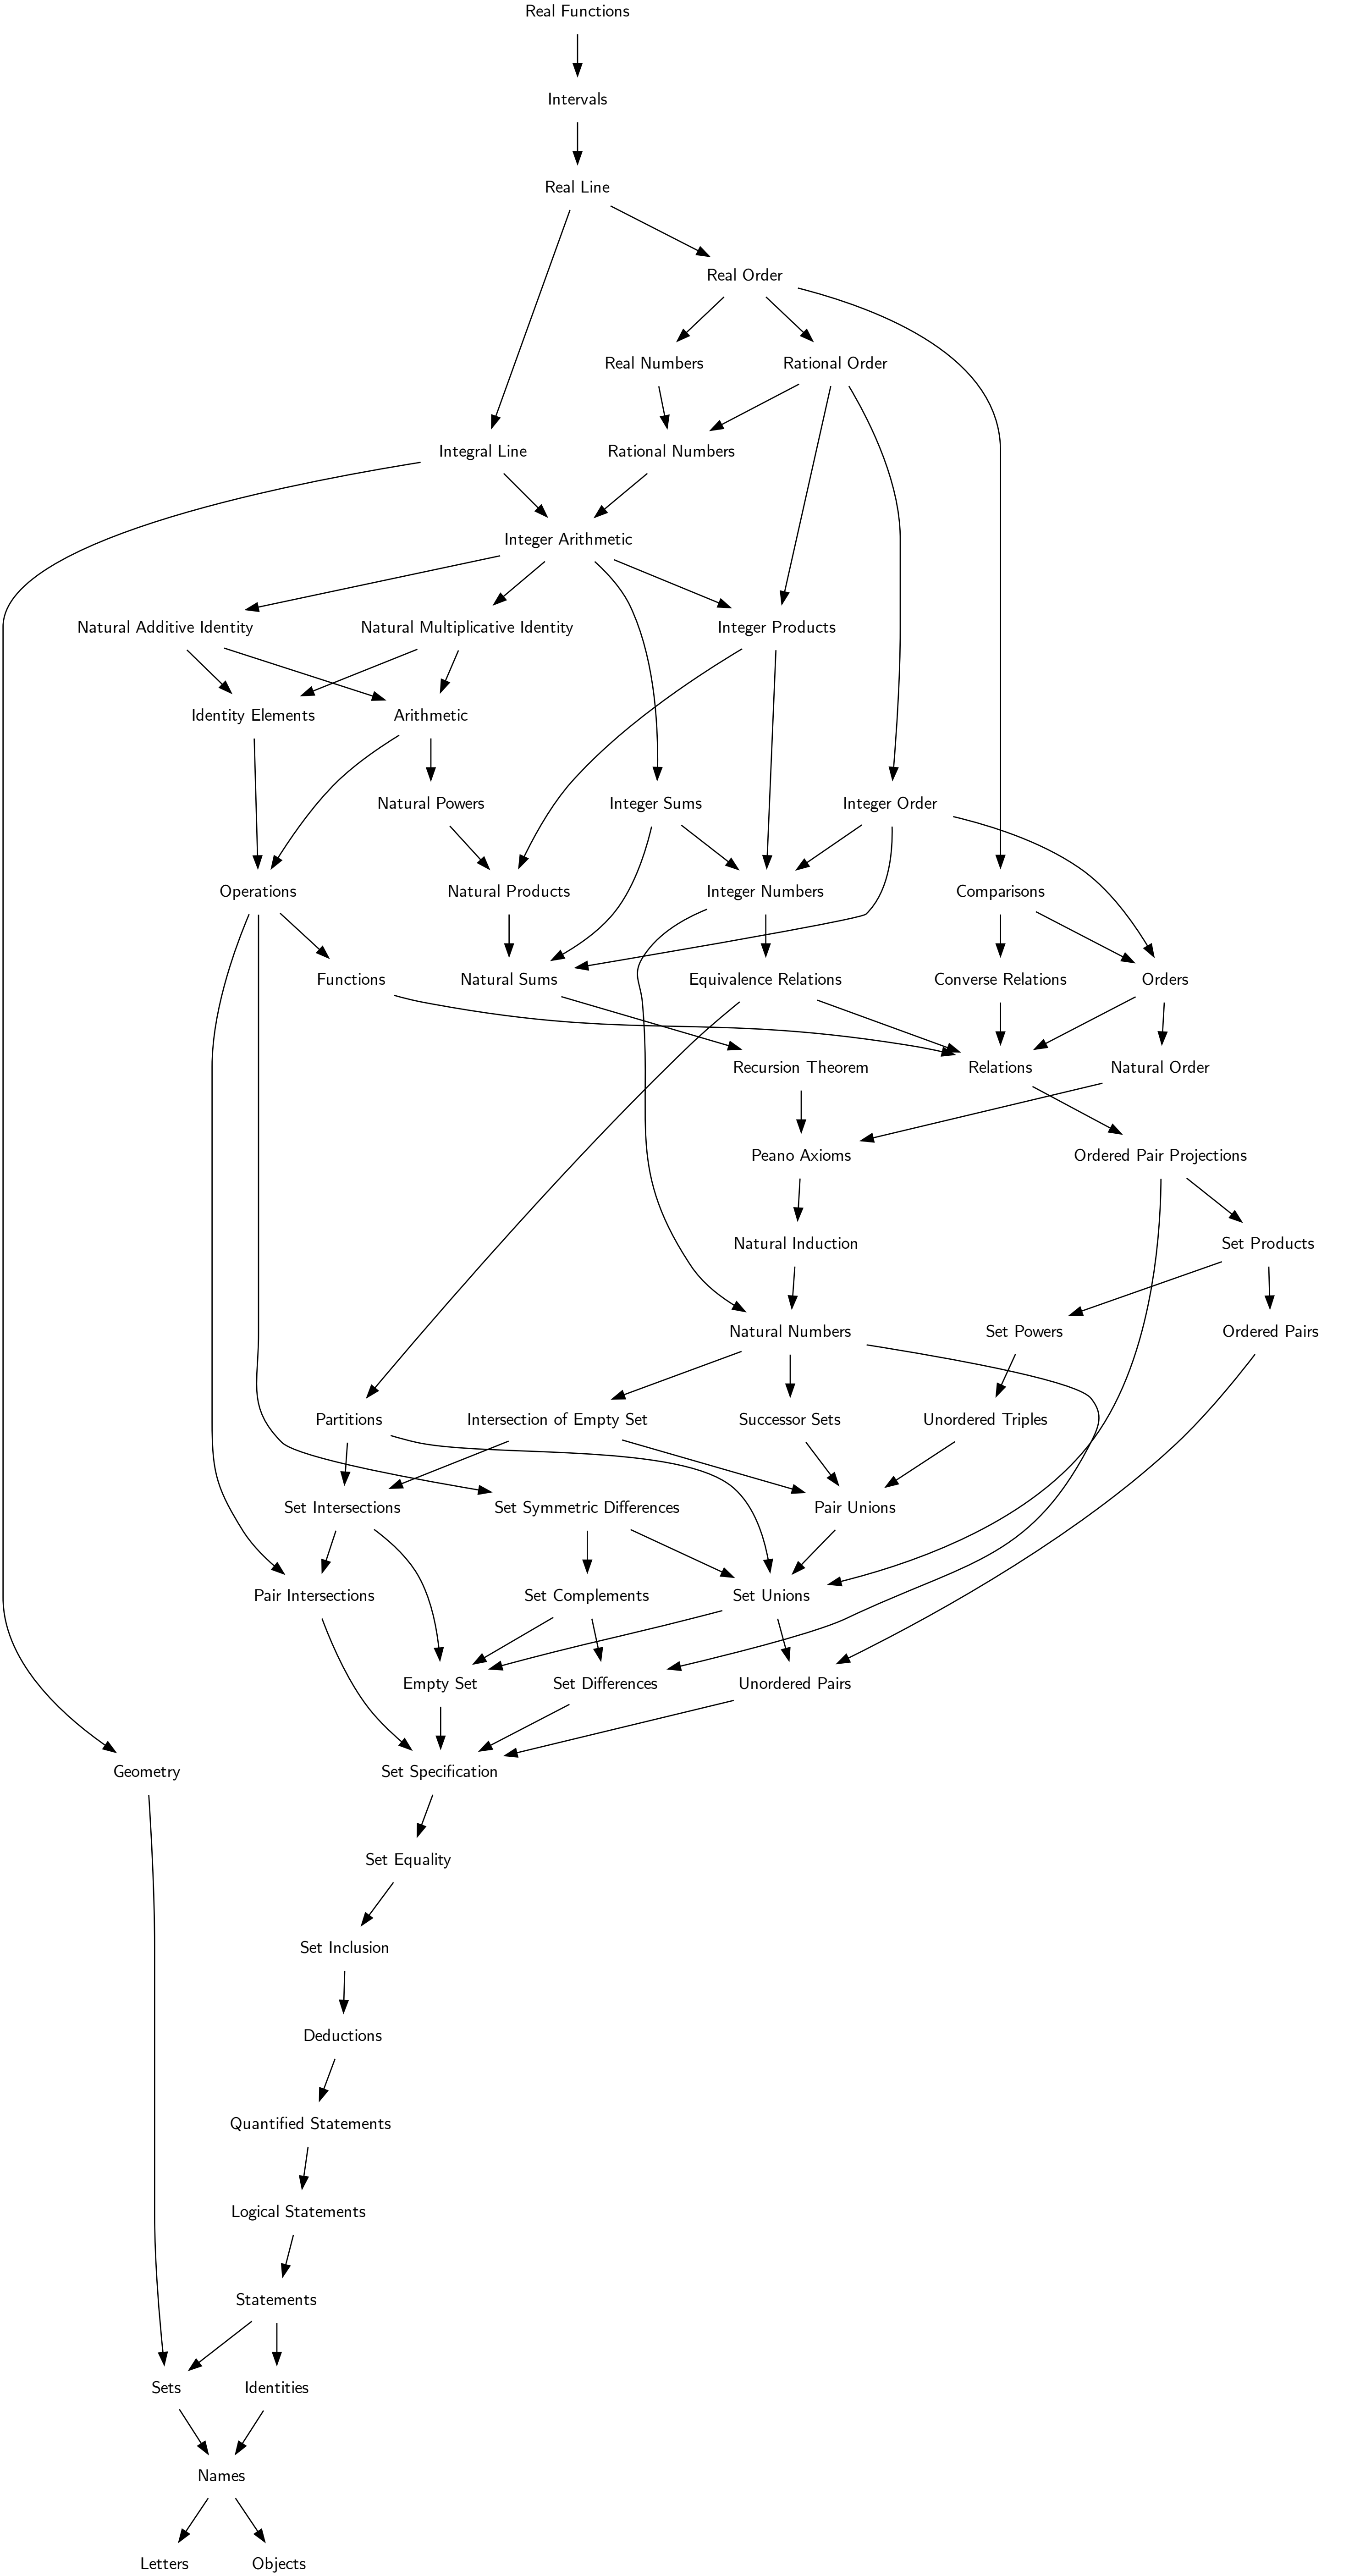 Real Functions
Intervals
Real Line
Real Order
Real Numbers
Rational Order
Integral Line
Rational Numbers
Integer Arithmetic
Natural Additive Identity
Natural Multiplicative Identity
Integer Products
Identity Elements
Arithmetic
Natural Powers
Integer Sums
Integer Order
Operations
Natural Products
Integer Numbers
Comparisons
Functions
Natural Sums
Equivalence Relations
Converse Relations
Orders
Recursion Theorem
Relations
Natural Order
Peano Axioms
Ordered Pair Projections
Natural Induction
Set Products
Natural Numbers
Set Powers
Ordered Pairs
Partitions
Intersection of Empty Set
Successor Sets
Unordered Triples
Set Intersections
Set Symmetric Differences
Pair Unions
Pair Intersections
Set Complements
Set Unions
Empty Set
Set Differences
Unordered Pairs
Geometry
Set Specification
Set Equality
Set Inclusion
Deductions
Quantified Statements
Logical Statements
Statements
Sets
Identities
Names
Letters
Objects